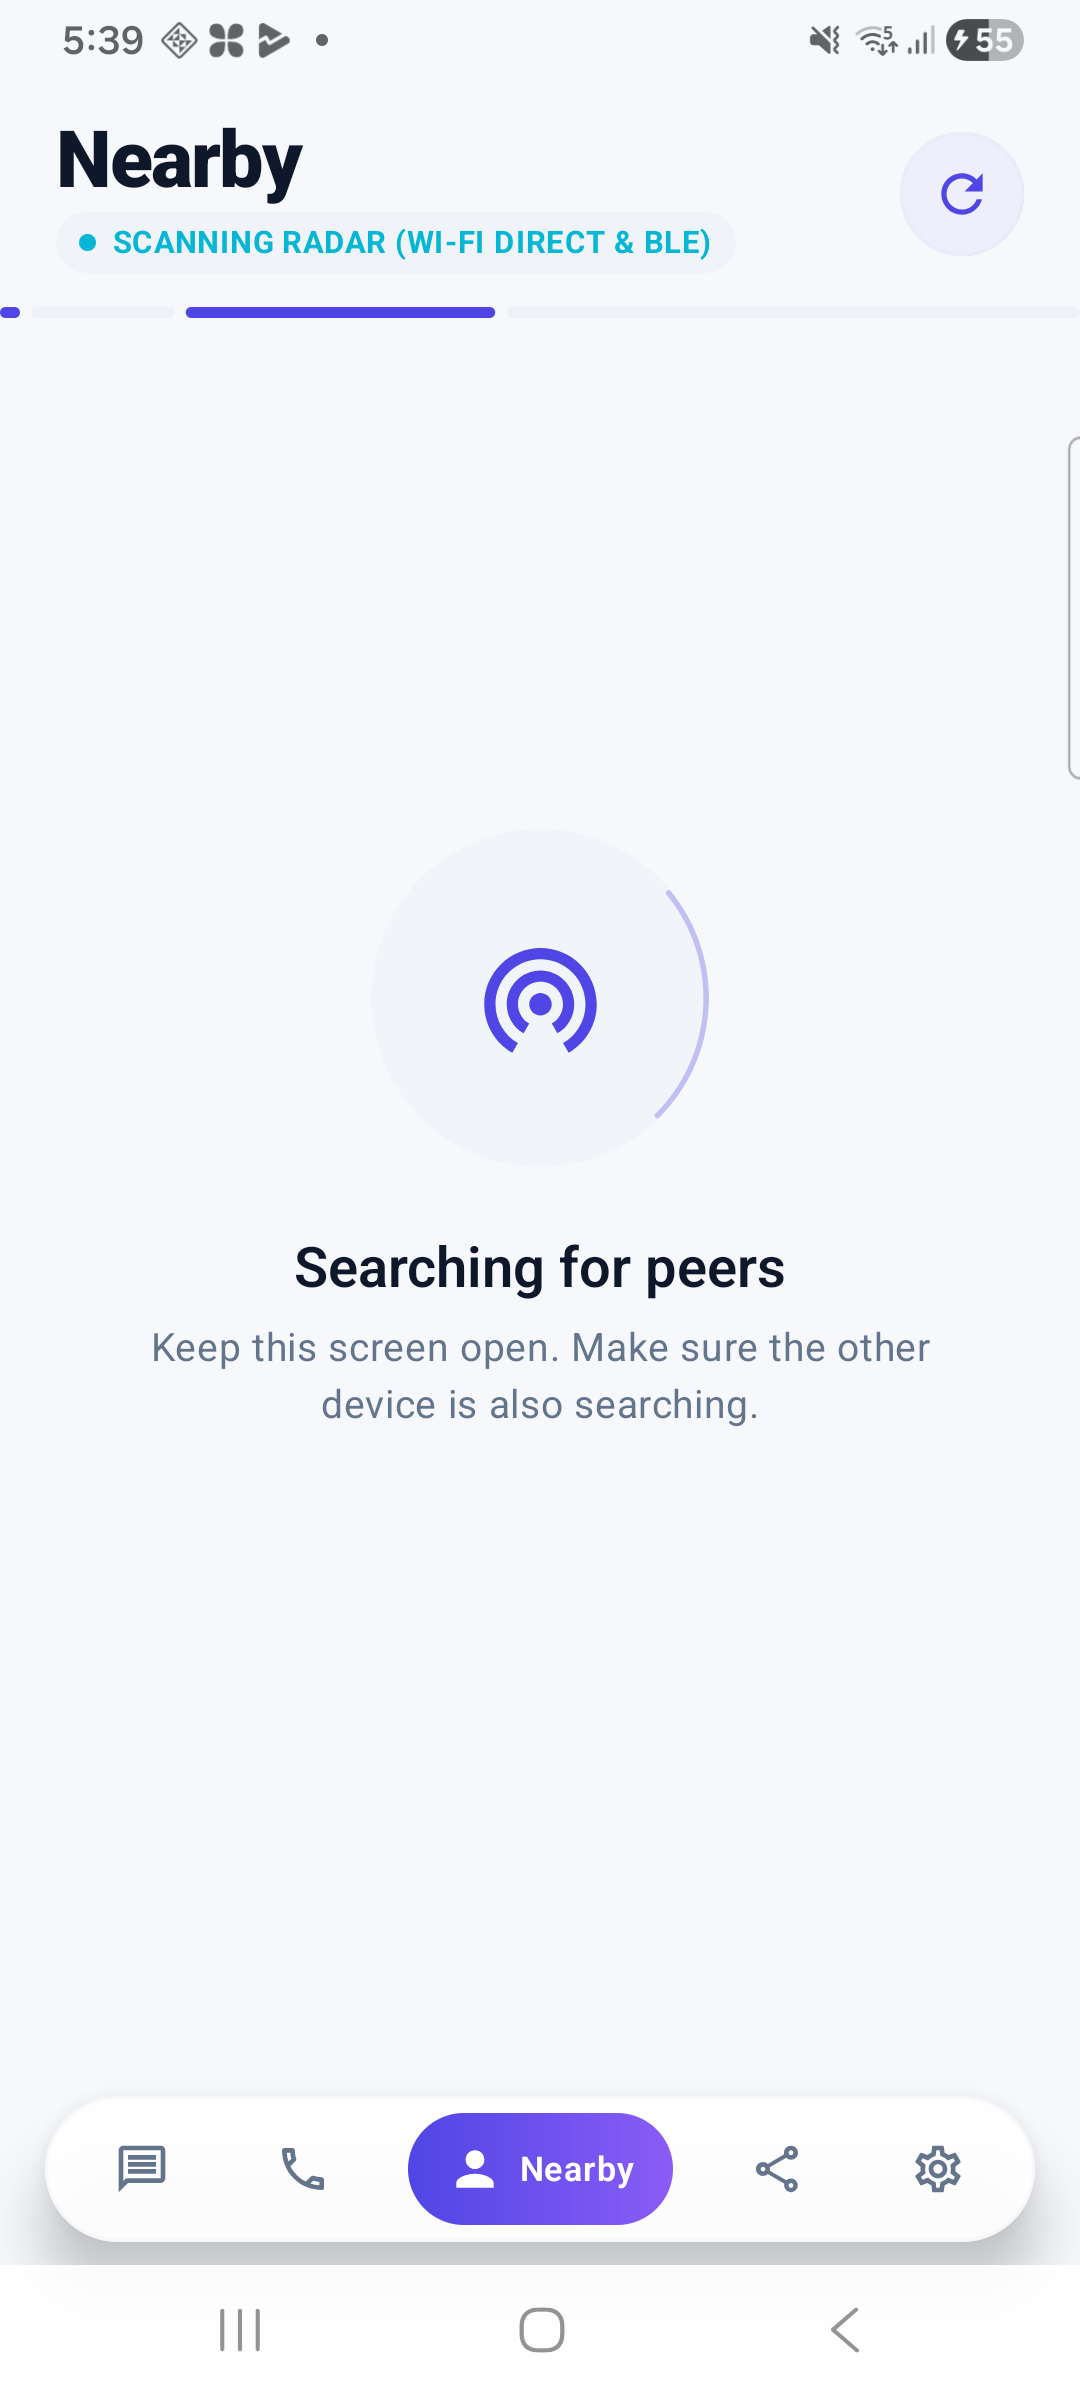 5:39
5
55
Nearby
SCANNING RADAR (WI-FI DIRECT & BLE)
Searching for peers
Keep this screen open. Make sure the other
device is also searching.
Nearby